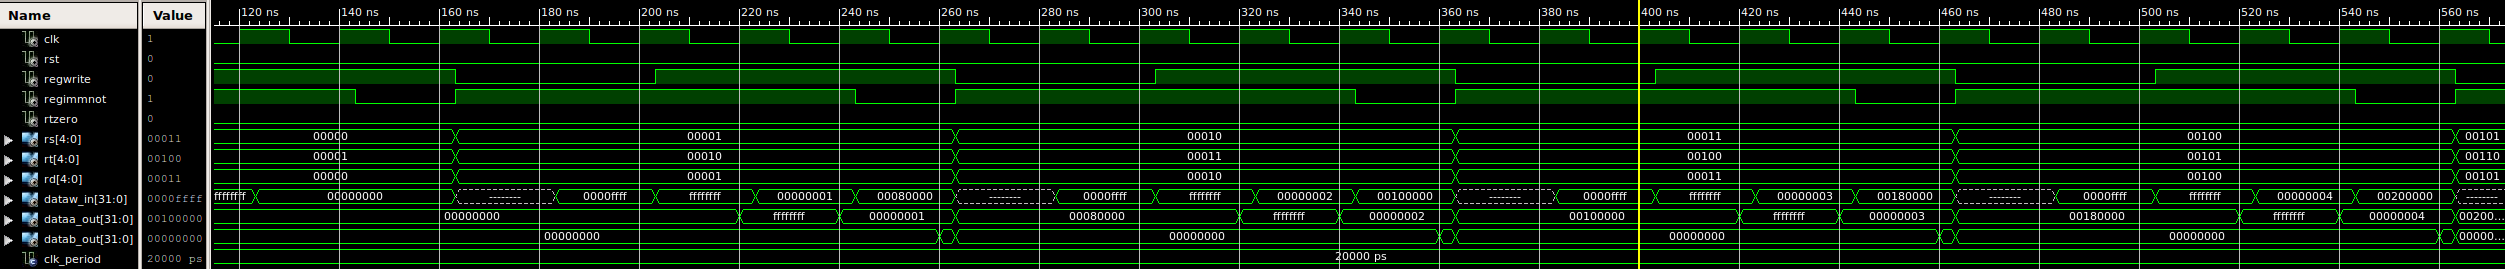 Name Value 120 ns 140 ns 160 ns 180 ns 200 ns 220 ns 240 ns 260 ns 280 ns 300 ns 320 ns 340 ns 360 ns 380 ns 400 ns 420 ns 440 ns 460 ns 480 ns 500 ns 520 ns 540 ns 560 ns
clk 1
rst 0
regwrite 0
regimmnot 1
rtzero 0
rs[4:0] 00011 00000 00001 00010 00011 00100 00101
rt[4:0] 00100 00001 00010 00011 00100 00101 00110
rd[4:0] 00011 00000 00001 00010 00011 00100 00101
dataw_in[31:0] 0000ffff ffffffff 00000000 -------- 0000ffff ffffffff 00000001 00080000 -------- 0000ffff ffffffff 00000002 00100000 -------- 0000ffff ffffffff 00000003 00180000 -------- 0000ffff ffffffff 00000004 00200000 --------
dataa_out[31:0] 00100000 00000000 ffffffff 00000001 00080000 ffffffff 00000002 00100000 ffffffff 00000003 00180000 ffffffff 00000004 00200...
datab_out[31:0] 00000000 00000000 00000000 00000000 00000000 00000...
clk_period 20000 ps 20000 ps